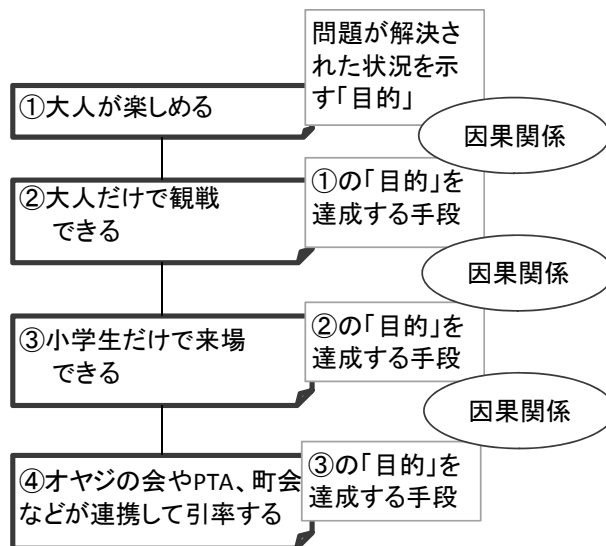 問題が解決さ
れた状況を示
す「目的」
①大人が楽しめる
因果関係
②大人だけで観戦
できる
①の「目的」を
達成する手段
因果関係
③小学生だけで来場
できる
②の「目的」を
達成する手段
因果関係
④オヤジの会やPTA、町会
などが連携して引率する
③の「目的」を
達成する手段